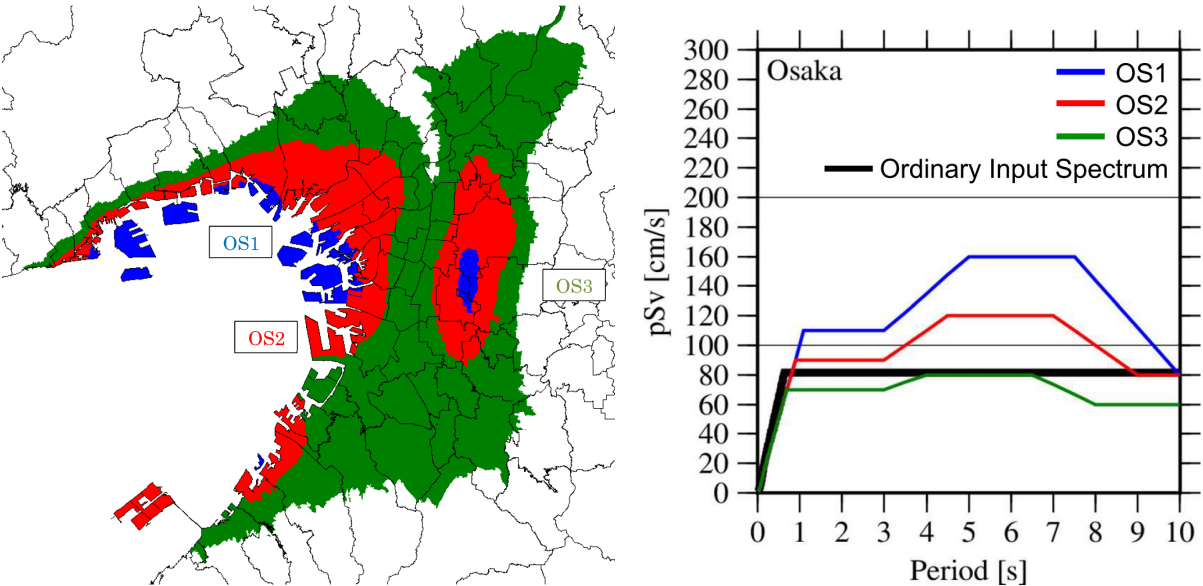 OS1
OS2
OS3
Osaka
OS1
OS2
OS3
Ordinary Input Spectrum
pSv [cm/s]
300
280
260
240
220
200
180
160
140
120
100
80
60
40
20
0
0 1 2 3 4 5 6 7 8 9 10
Period [s]